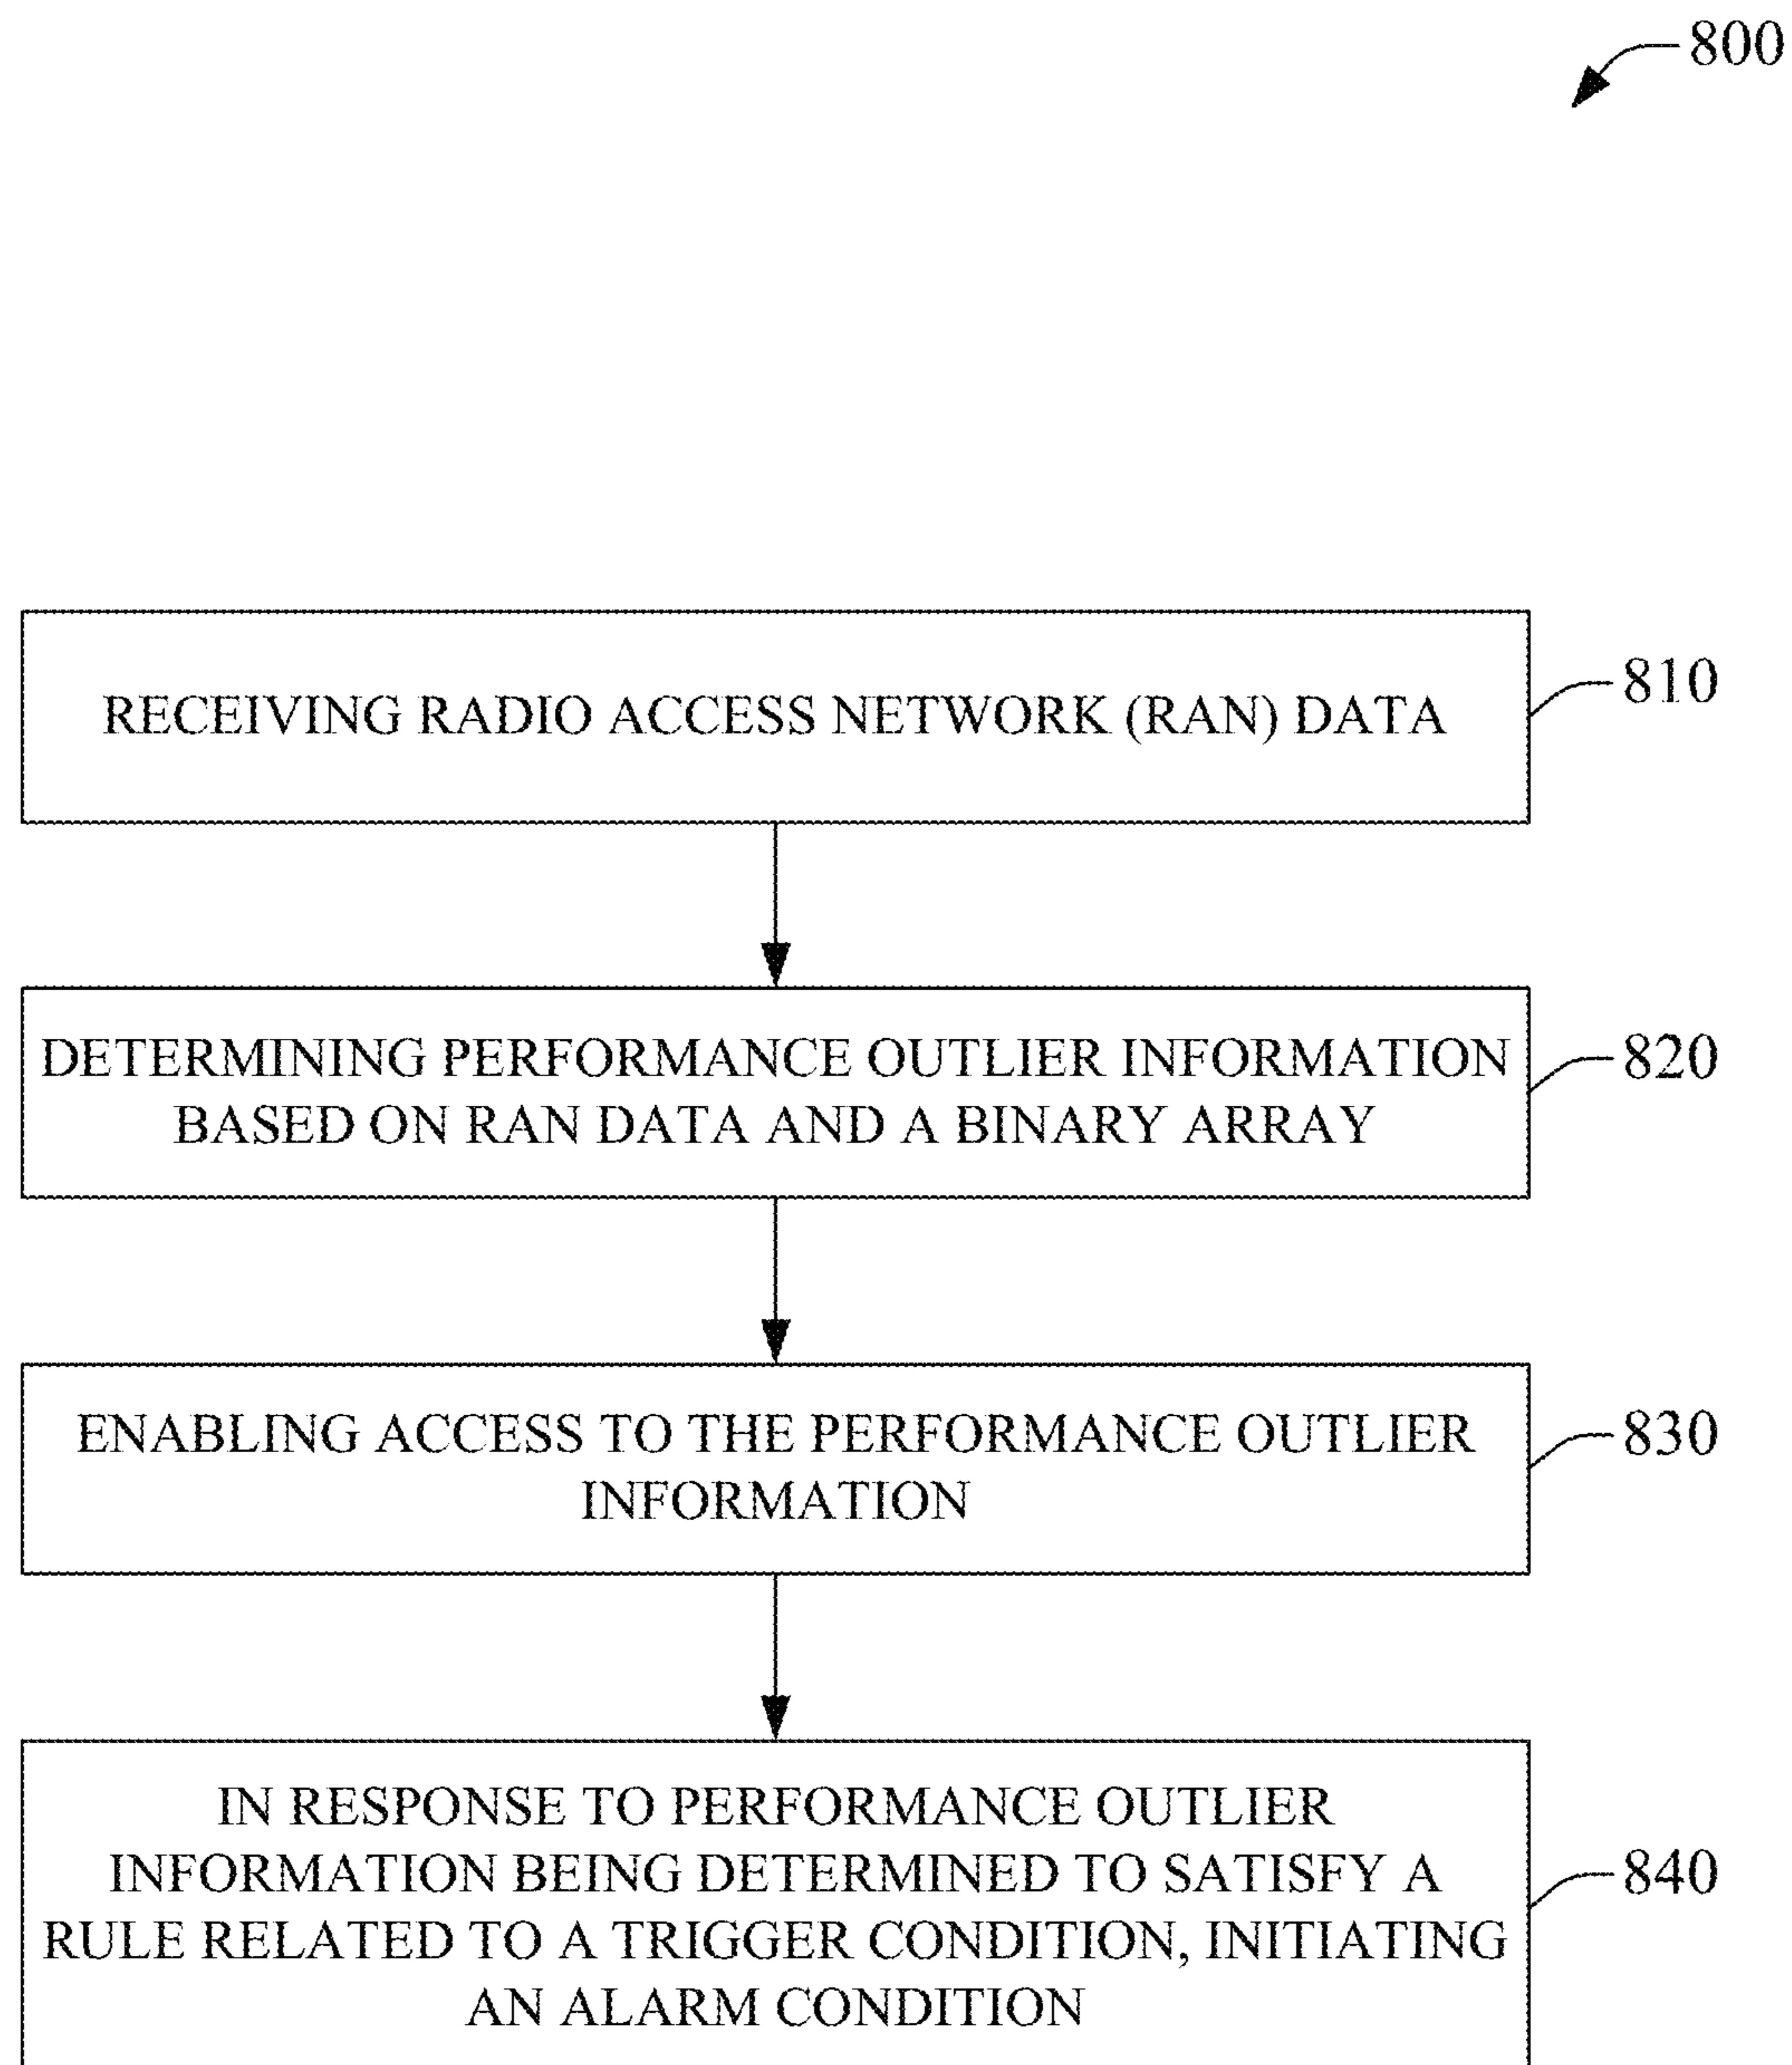 800
RECEIVING RADIO ACCESS NETWORK (RAN) DATA
810
DETERMINING PERFORMANCE OUTLIER INFORMATION
BASED ON RAN DATA AND A BINARY ARRAY
820
ENABLING ACCESS TO THE PERFORMANCE OUTLIER
INFORMATION
830
IN RESPONSE TO PERFORMANCE OUTLIER
INFORMATION BEING DETERMINED TO SATISFY A
RULE RELATED TO A TRIGGER CONDITION, INITIATING
AN ALARM CONDITION
840